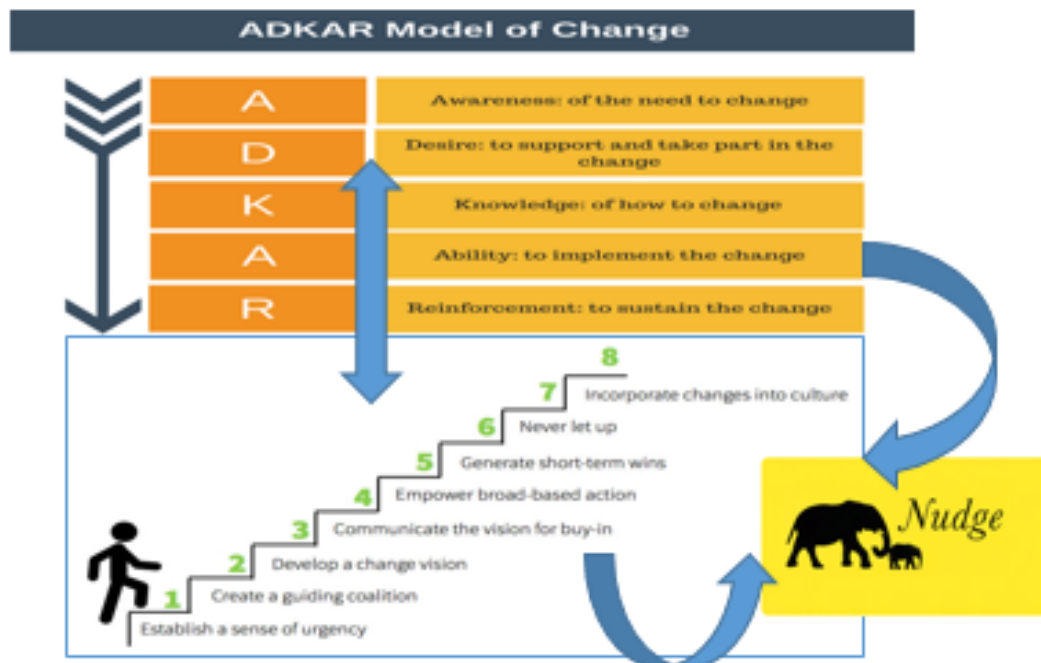 ADKAR Model of Change
A
Awareness: of the need to change
D
Desire: to support and take part in the
change
K
Knowledge: of how to change
A
Ability: to implement the change
R
Reinforcement: to sustain the change
8
7
Incorporate changes into culture
6
Never let up
5
Generate short-term wins
4
Empower broad-based action
3
Communicate the vision for buy-in
2
Develop a change vision
1
Create a guiding coalition
Establish a sense of urgency
Nudge